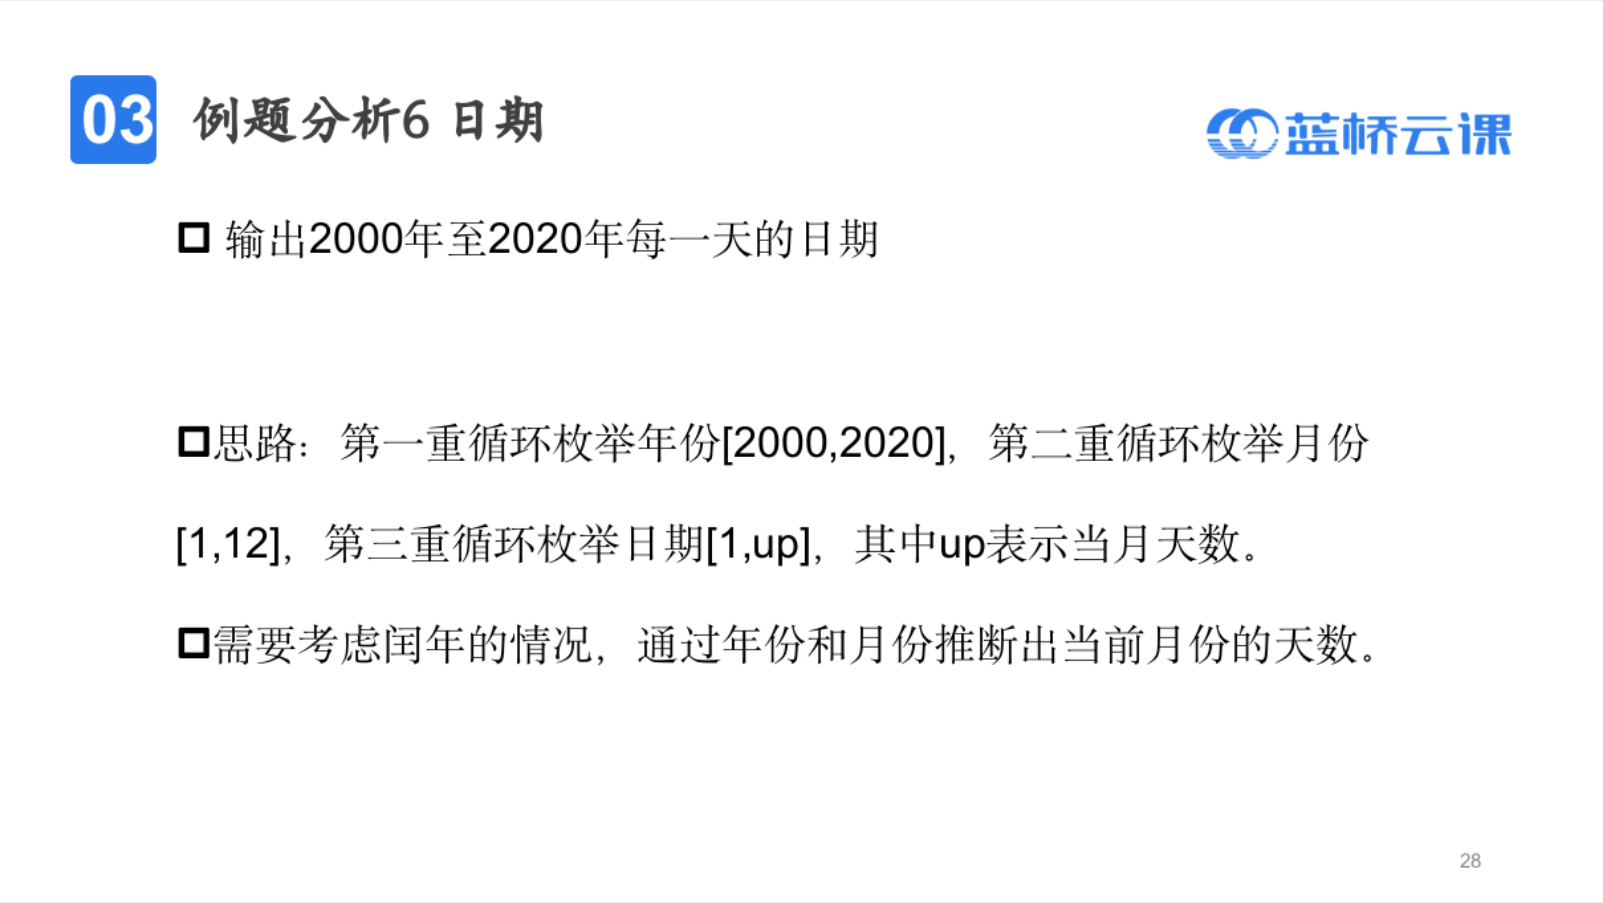 03 例题分析6 日期
蓝桥云课
输出2000年至2020年每一天的日期
思路：第一重循环枚举年份[2000,2020]，第二重循环枚举月份
[1,12]，第三重循环枚举日期[1,up]，其中up表示当月天数。
需要考虑闰年的情况，通过年份和月份推断出当前月份的天数。
28